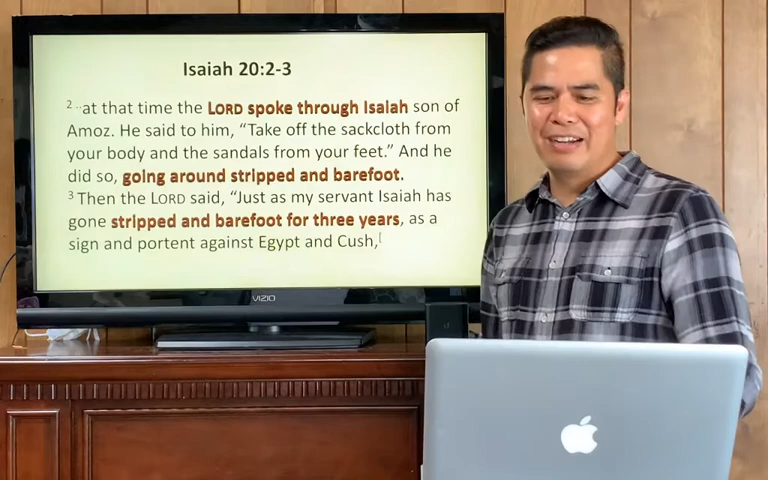 Isaiah 20:2-3
2 ..at that time the LORD spoke through Isaiah son of
Amoz. He said to him, “Take off the sackcloth from
your body and the sandals from your feet.” And he
did so, going around stripped and barefoot.
3 Then the LORD said, “Just as my servant Isaiah has
gone stripped and barefoot for three years, as a
sign and portent against Egypt and Cush,[
VIZIO